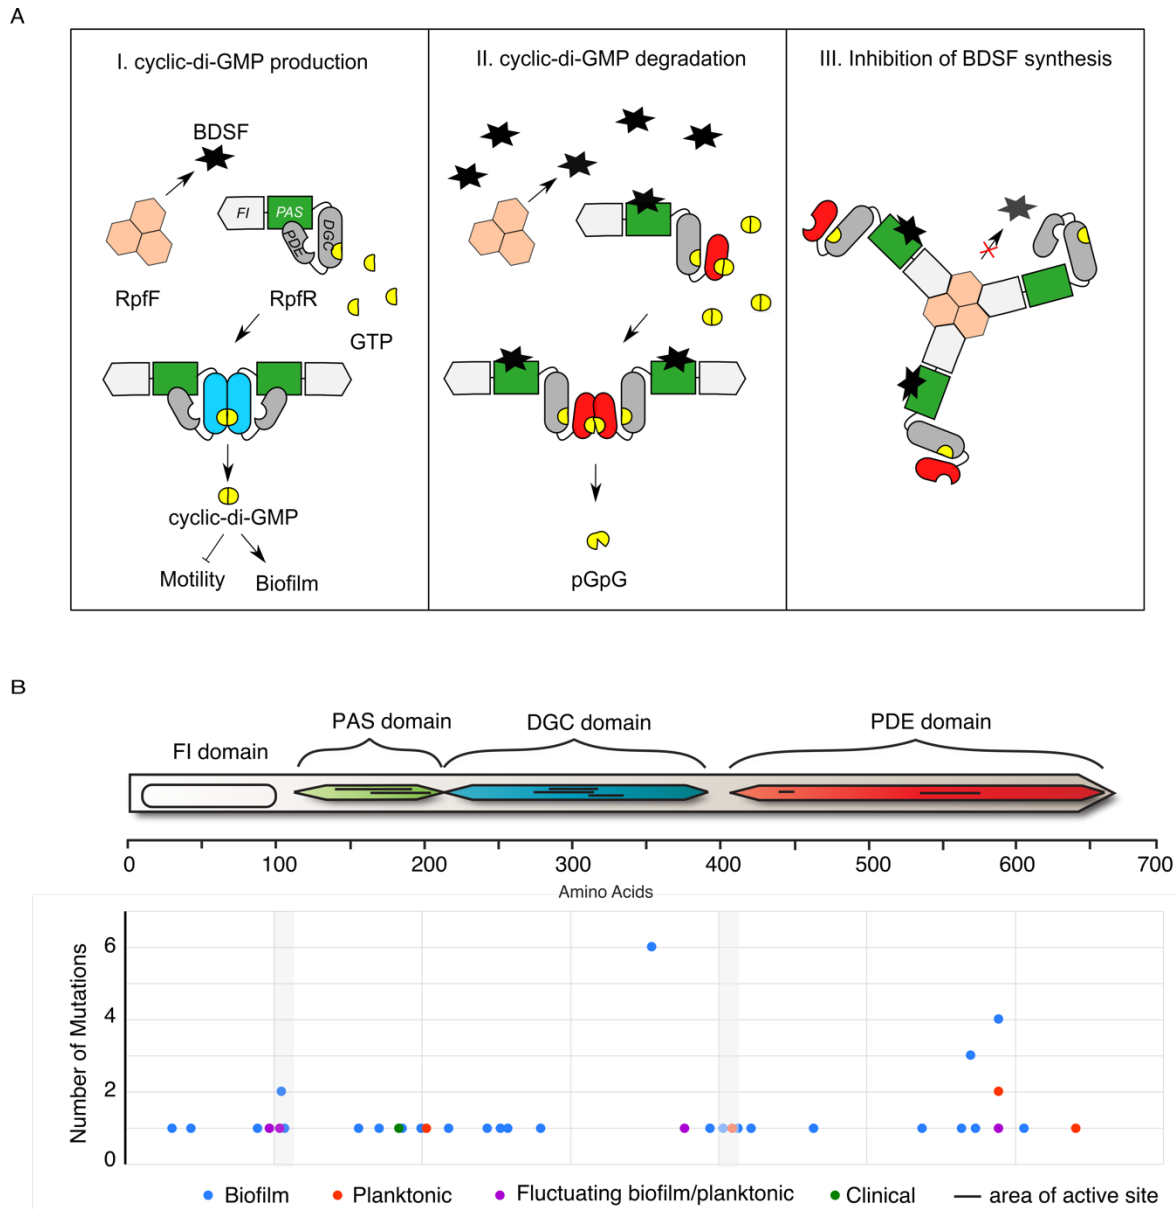 A
I. cyclic-di-GMP production
II. cyclic-di-GMP degradation
III. Inhibition of BDSF synthesis
BDSF
FI
PAS
PDE
DGC
RpfF
RpfR
GTP
cyclic-di-GMP
Motility
Biofilm
pGpG
B
FI domain
PAS domain
DGC domain
PDE domain
0 100 200 300 400 500 600 700
Amino Acids
Number of Mutations
6
4
2
0
Biofilm
Planktonic
Fluctuating biofilm/planktonic
Clinical
area of active site